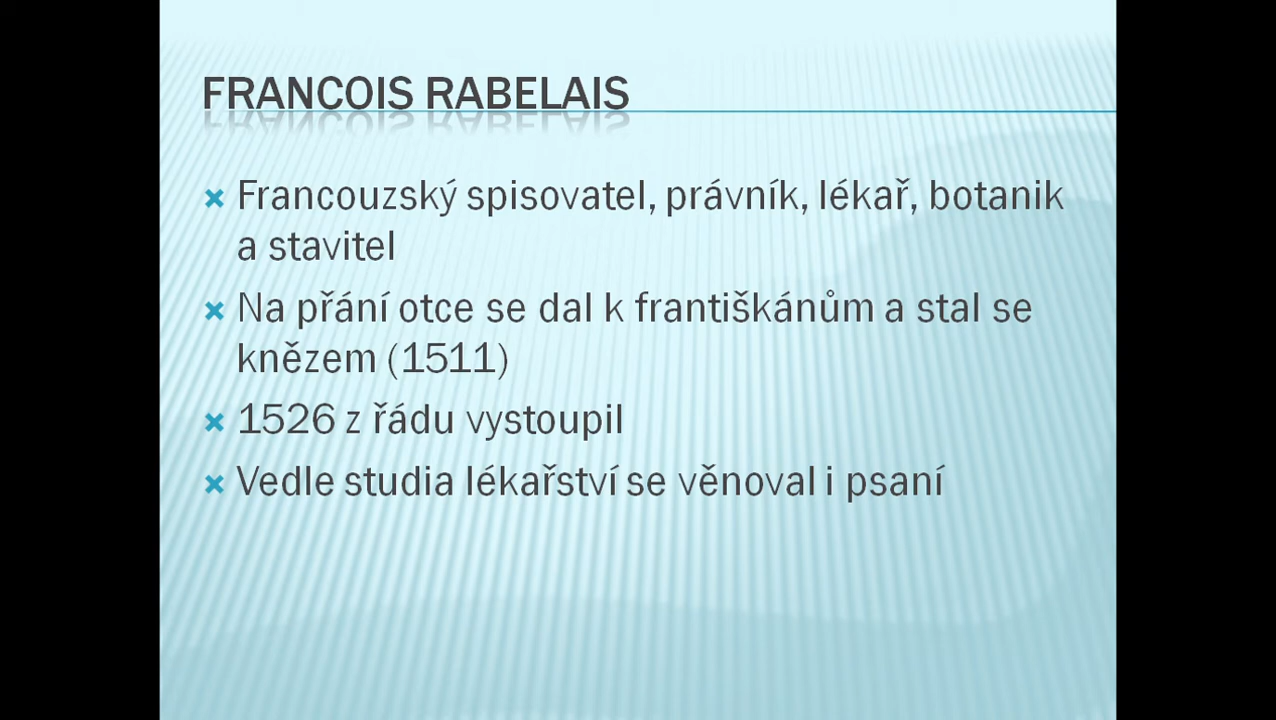 FRANCOIS RABELAIS
Francouzský spisovatel, právník, lékař, botanik
a stavitel
Na přání otce se dal k františkánům a stal se
knězem (1511)
1526 z řádu vystoupil
Vedle studia lékařství se věnoval i psaní